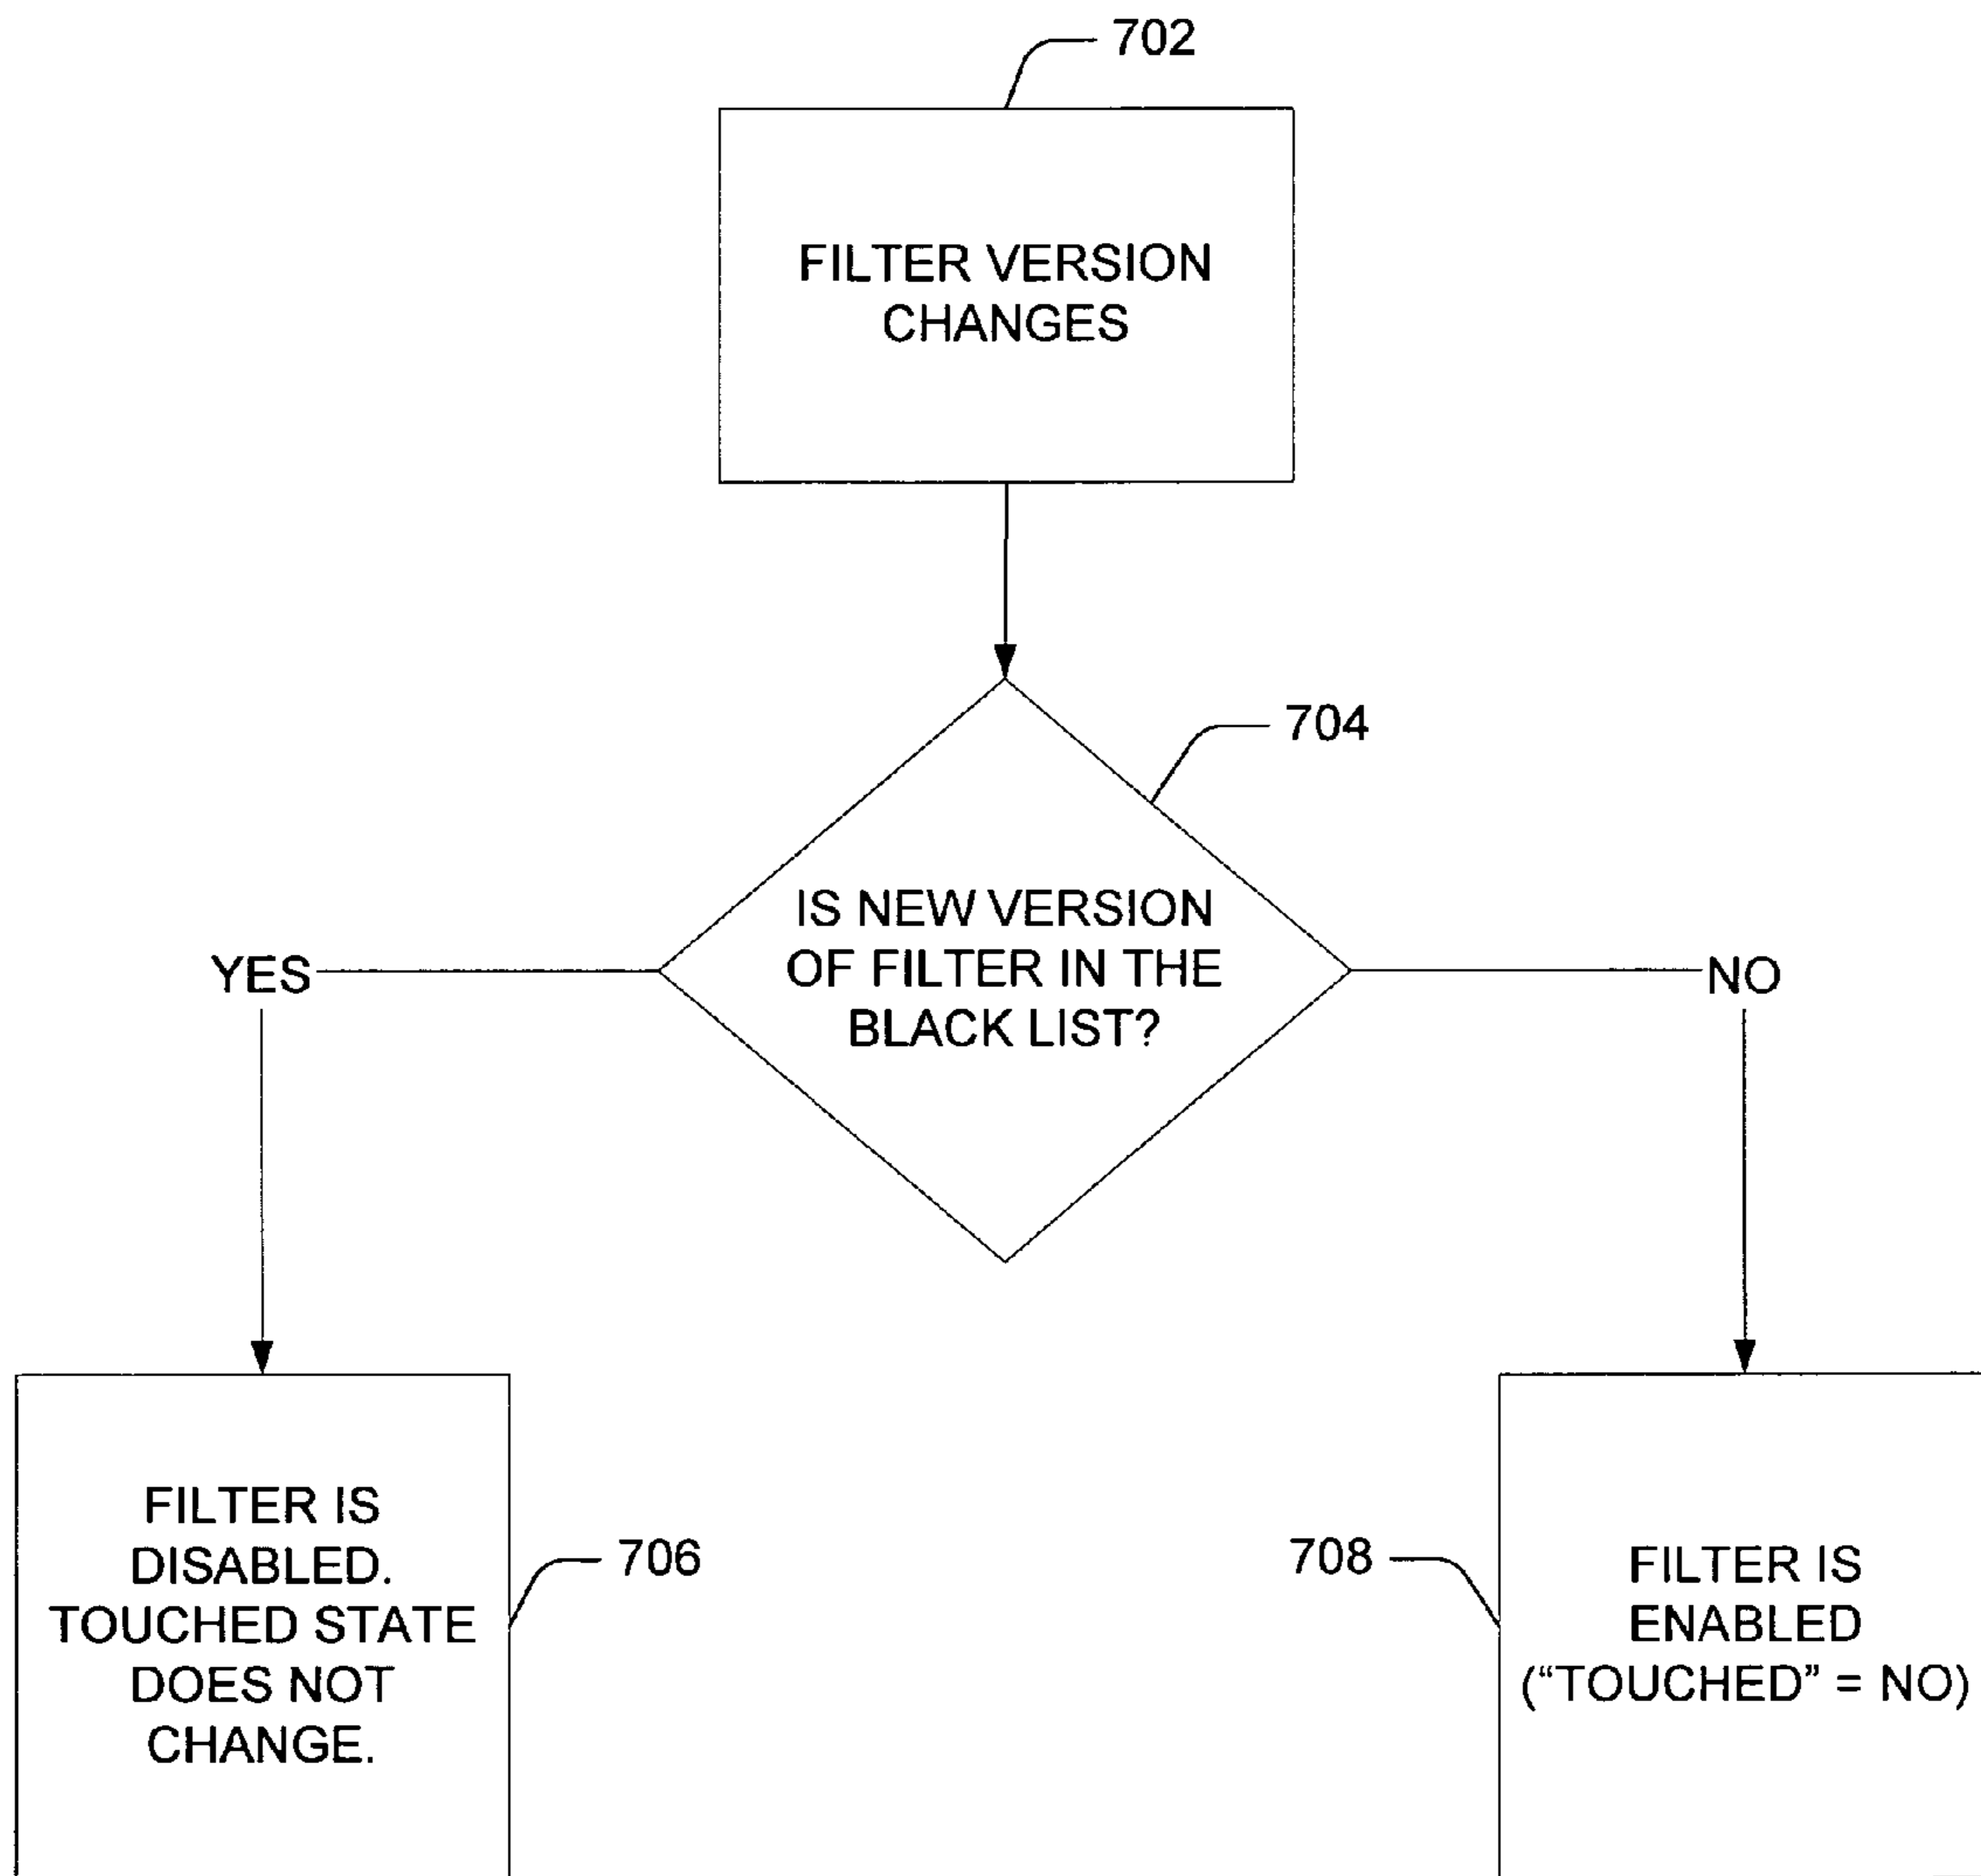 702
FILTER VERSION
CHANGES
704
IS NEW VERSION
OF FILTER IN THE
BLACK LIST?
YES
NO
FILTER IS
DISABLED.
TOUCHED STATE
DOES NOT
CHANGE.
706
708
FILTER IS
ENABLED
(“TOUCHED” = NO)